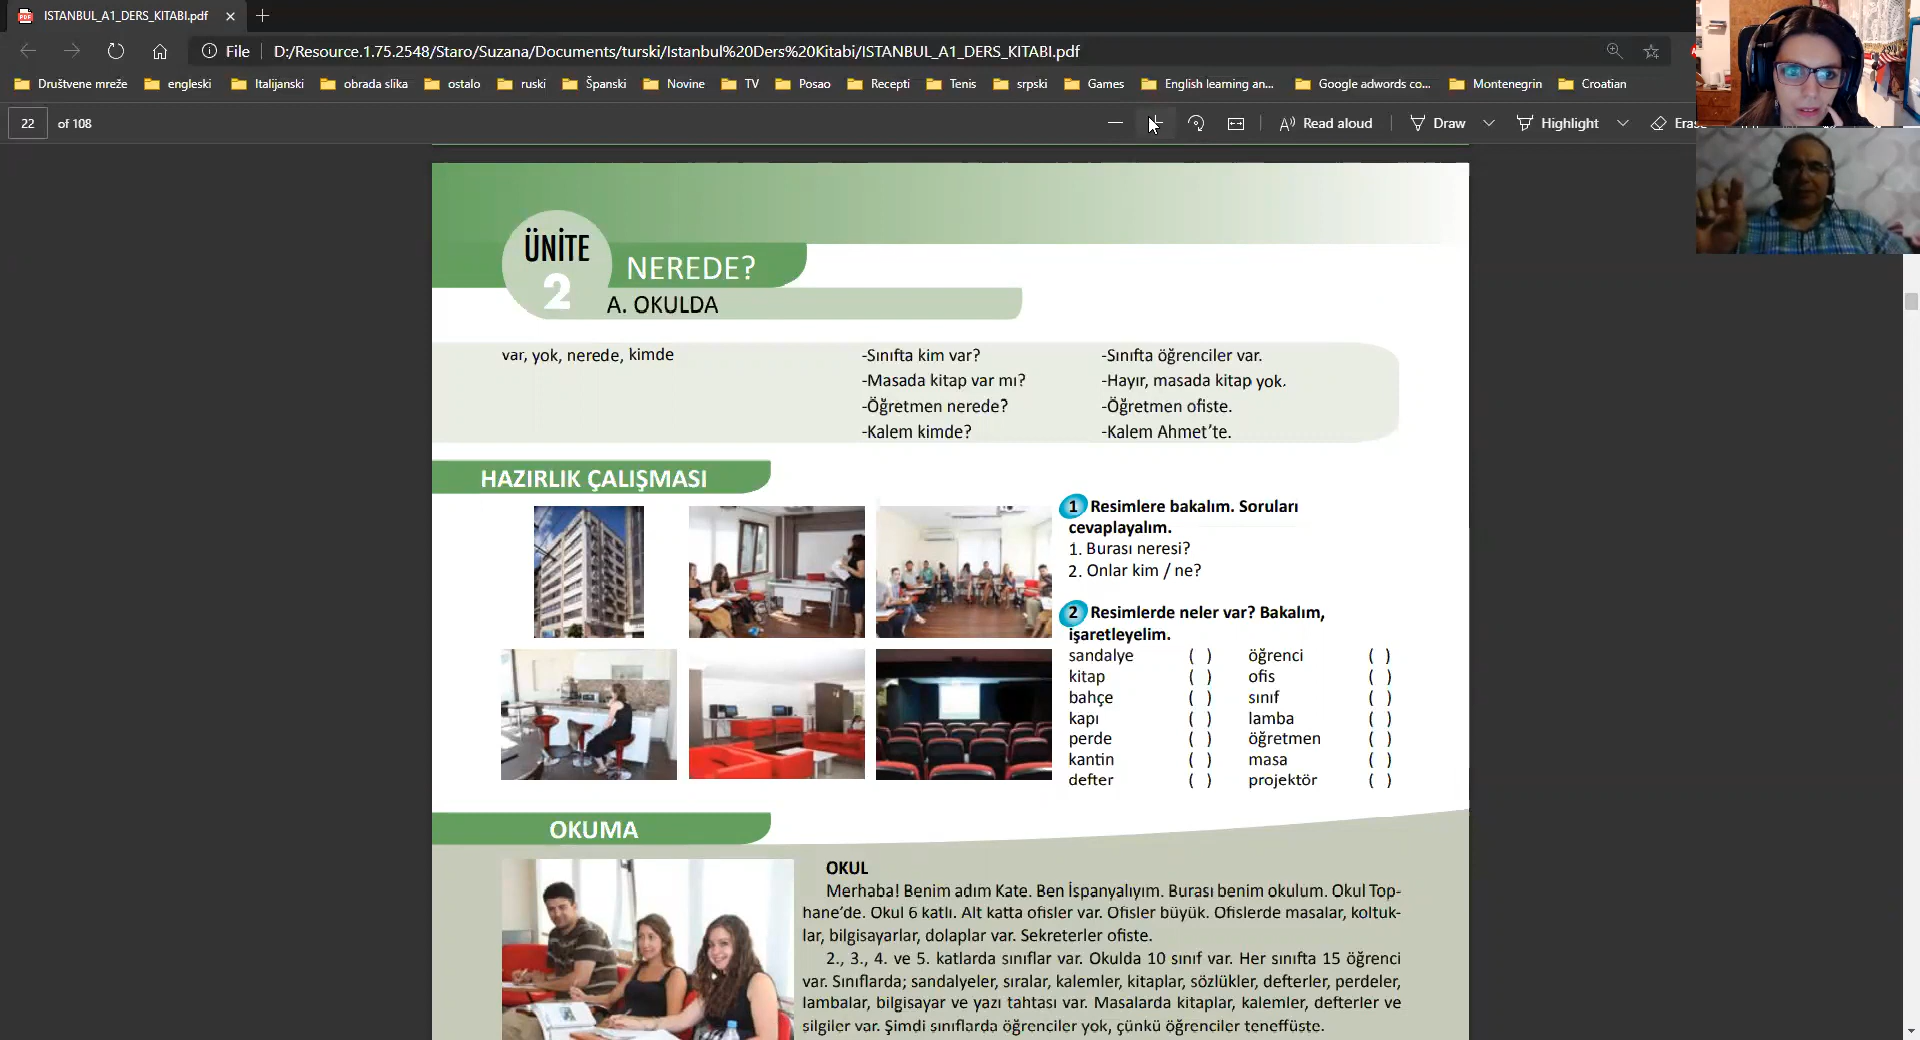 ISTANBUL_A1_DERS_KITABI.pdf
File | D:/Resource.1.75.2548/Staro/Suzana/Documents/turski/Istanbul%20Ders%20Kitabi/ISTANBUL_A1_DERS_KITABI.pdf
Društvene mreže engleski Italijanski obrada slika ostalo ruski Španski Novine TV Posao Recepti Tenis srpski Games English learning an... Google adwords co... Montenegrin Croatian
22 of 108 Read aloud Draw Highlight Eras
ÜNİTE
2
NEREDE?
A. OKULDA
var, yok, nerede, kimde
-Sınıfta kim var?
-Masada kitap var mı?
-Öğretmen nerede?
-Kalem kimde?
-Sınıfta öğrenciler var.
-Hayır, masada kitap yok.
-Öğretmen ofiste.
-Kalem Ahmet’te.
HAZIRLIK ÇALIŞMASI
1 Resimlere bakalım. Soruları
cevaplayalım.
1. Burası neresi?
2. Onlar kim / ne?
2 Resimlerde neler var? Bakalım,
işaretleyelim.
sandalye ( ) öğrenci ( )
kitap ( ) ofis ( )
bahçe ( ) sınıf ( )
kapı ( ) lamba ( )
perde ( ) öğretmen ( )
kantin ( ) masa ( )
defter ( ) projektör ( )
OKUMA
OKUL
Merhaba! Benim adım Kate. Ben İspanyalıyım. Burası benim okulum. Okul Top-
hane’de. Okul 6 katlı. Alt katta ofisler var. Ofisler büyük. Ofislerde masalar, koltuk-
lar, bilgisayarlar, dolaplar var. Sekreterler ofiste.
2., 3., 4. ve 5. katlarda sınıflar var. Okulda 10 sınıf var. Her sınıfta 15 öğrenci
var. Sınıflarda; sandalyeler, sıralar, kalemler, kitaplar, sözlükler, defterler, perdeler,
lambalar, bilgisayar ve yazı tahtası var. Masalarda kitaplar, kalemler, defterler ve
silgiler var. Şimdi sınıflarda öğrenciler yok, çünkü öğrenciler teneffüste.